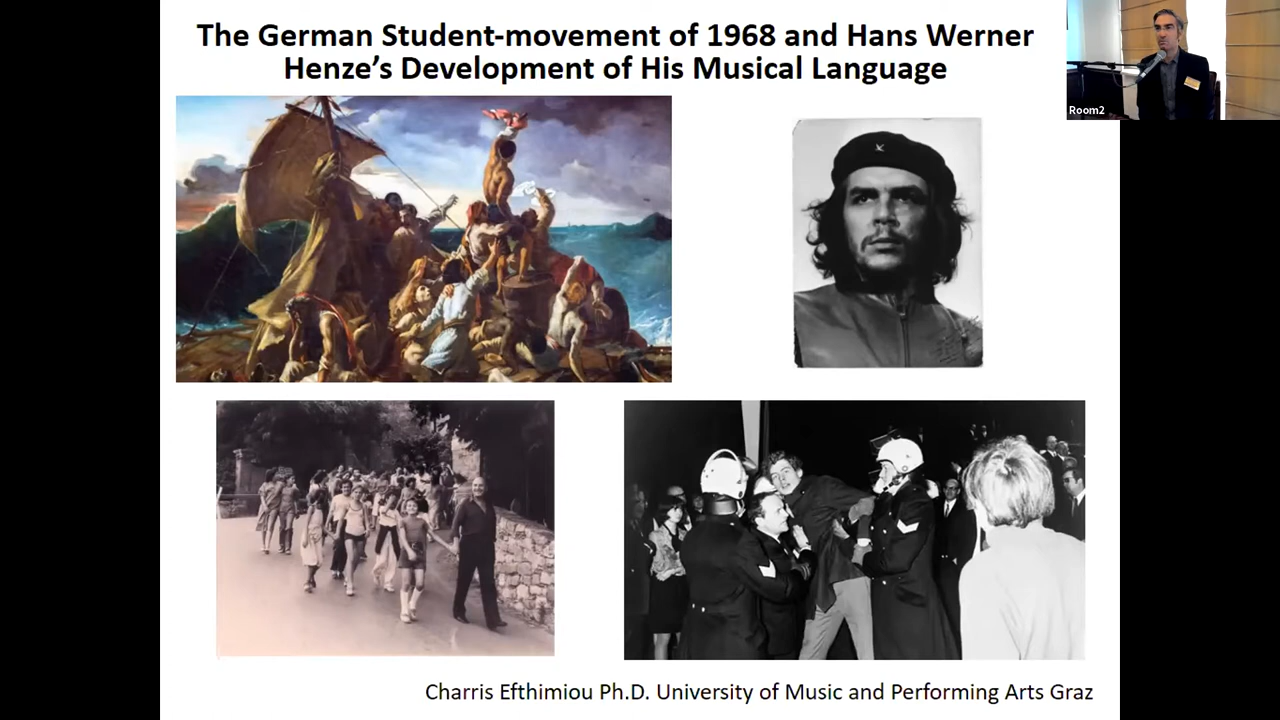 The German Student-movement of 1968 and Hans Werner
Henze's Development of His Musical Language
Room2
Charris Efthimiou Ph.D. University of Music and Performing Arts Graz